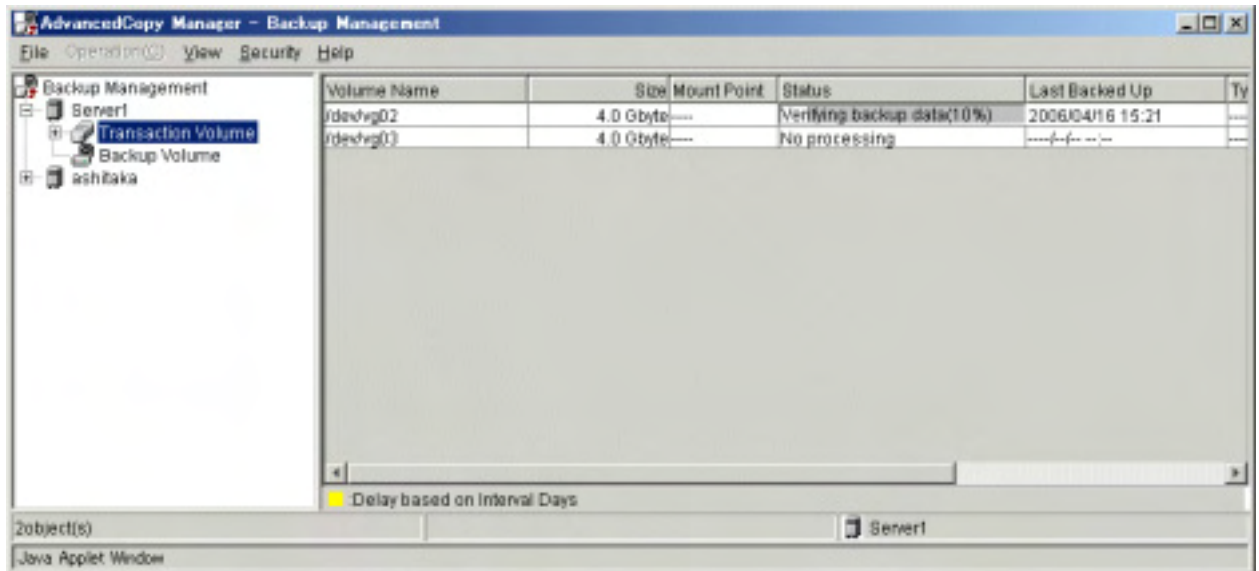 AdvancedCopy Manager - Backup Management
File Operation(O) View Security Help
Backup Management
Server1
Transaction Volume
Backup Volume
ashitaka
Volume Name Size Mount Point Status Last Backed Up Ty
/dev/vg02 4.0 Gbyte ---- Verifying backup data(10%) 2006/04/16 15:21 ----
/dev/vg03 4.0 Gbyte ---- No processing ----/--/-- --:-- ----
:Delay based on Interval Days
2object(s) Server1
Java Applet Window